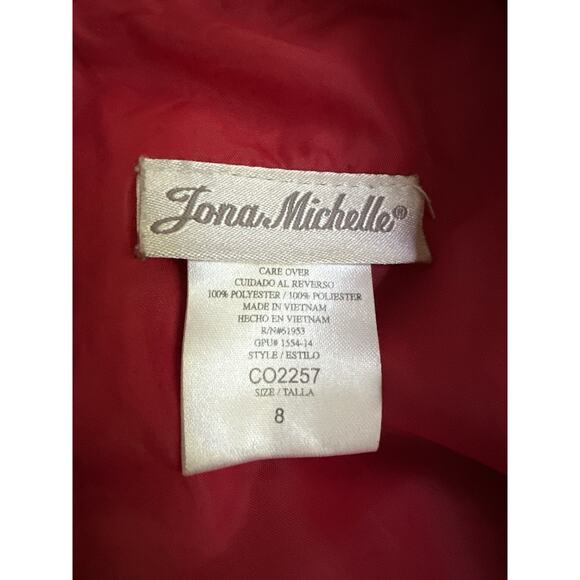 Jona Michelle®
CARE OVER
CUIDADO AL REVERSO
100% POLYESTER / 100% POLIESTER
MADE IN VIETNAM
HECHO EN VIETNAM
R/N#61953
GPU# 1554-14
STYLE / ESTILO
CO2257
SIZE / TALLA
8